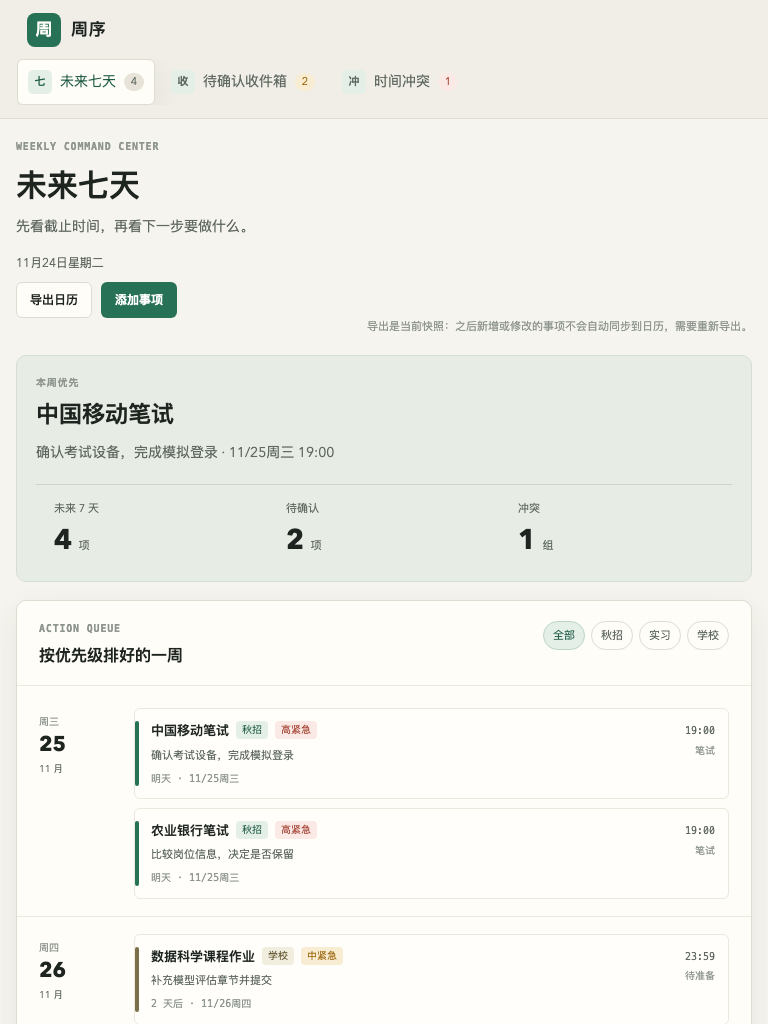 周 周序
七 未来七天 4 收 待确认收件箱 2 冲 时间冲突 1
WEEKLY COMMAND CENTER
未来七天
先看截止时间，再看下一步要做什么。
11月24日星期二
导出日历 添加事项
导出是当前快照：之后新增或修改的事项不会自动同步到日历，需要重新导出。
本周优先
中国移动笔试
确认考试设备，完成模拟登录 · 11/25周三 19:00
未来 7 天 待确认 冲突
4 项 2 项 1 组
ACTION QUEUE
按优先级排好的一周
全部 秋招 实习 学校
周三
25
11 月
中国移动笔试 秋招 高紧急 19:00
确认考试设备，完成模拟登录 笔试
明天 · 11/25周三
农业银行笔试 秋招 高紧急 19:00
比较岗位信息，决定是否保留 笔试
明天 · 11/25周三
周四
26
11 月
数据科学课程作业 学校 中紧急 23:59
补充模型评估章节并提交 待准备
2 天后 · 11/26周四